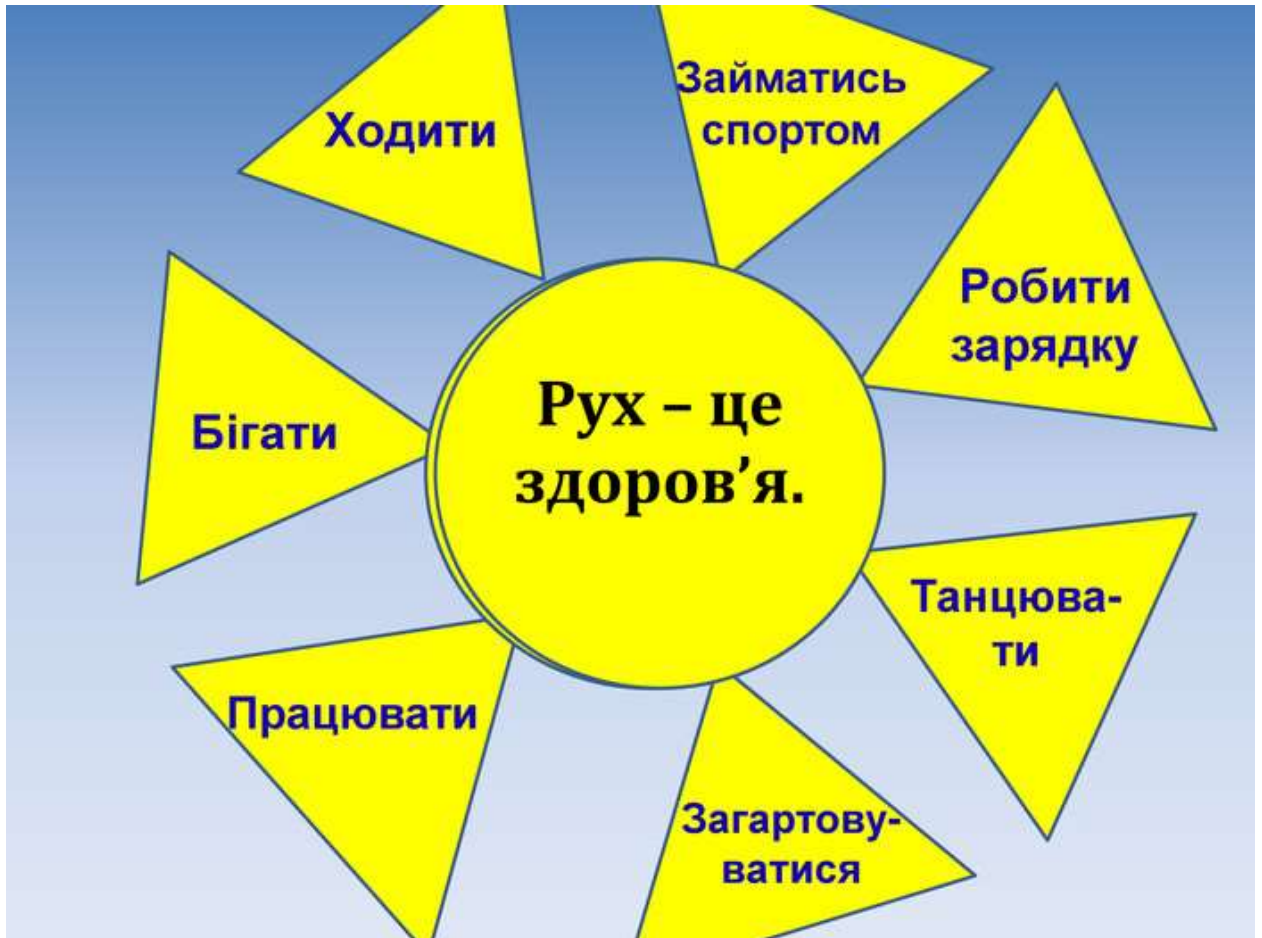 Ходити
Займатись
спортом
Робити
зарядку
Бігати
Рух – це
здоров’я.
Танцюва-
ти
Працювати
Загартову-
ватися